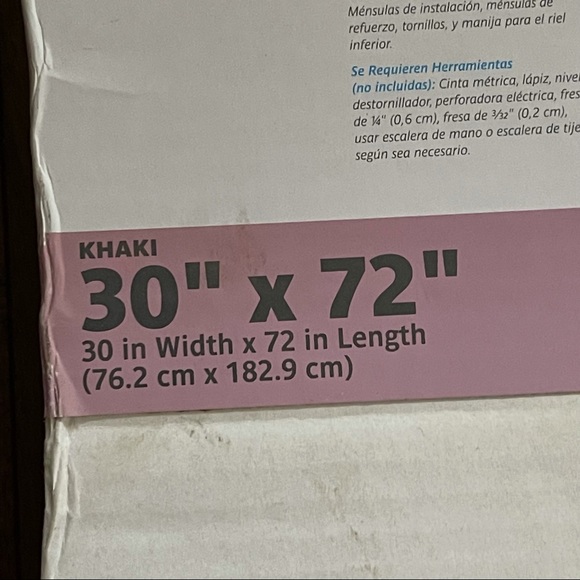 Ménsulas de instalación, ménsulas de
refuerzo, tornillos, y manija para el riel
inferior.
Se Requieren Herramientas
(no incluidas): Cinta métrica, lápiz, nive
destornillador, perforadora eléctrica, fres
de ¼" (0,6 cm), fresa de 3/32" (0,2 cm),
usar escalera de mano o escalera de tije
según sea necesario.
KHAKI
30" x 72"
30 in Width x 72 in Length
(76.2 cm x 182.9 cm)